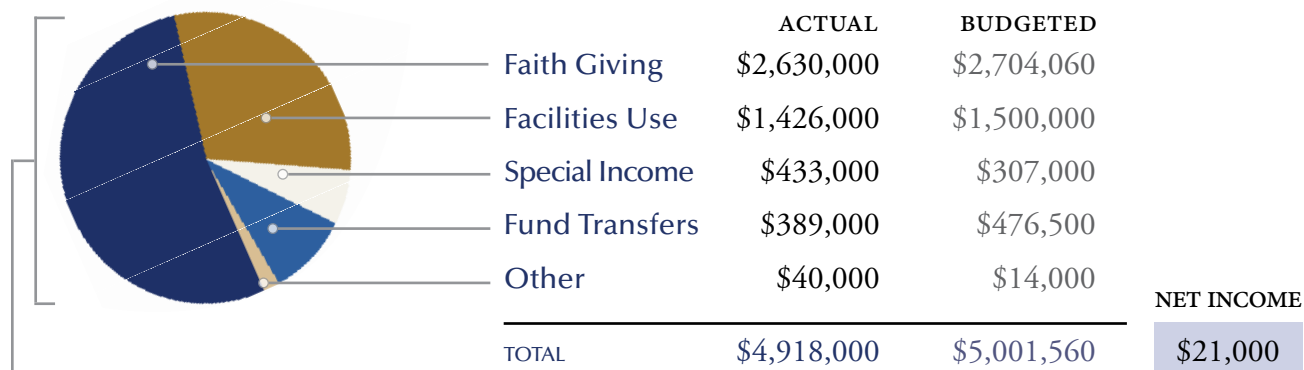 ACTUAL BUDGETED
Faith Giving $2,630,000 $2,704,060
Facilities Use $1,426,000 $1,500,000
Special Income $433,000 $307,000
Fund Transfers $389,000 $476,500
Other $40,000 $14,000
NET INCOME
TOTAL $4,918,000 $5,001,560 $21,000